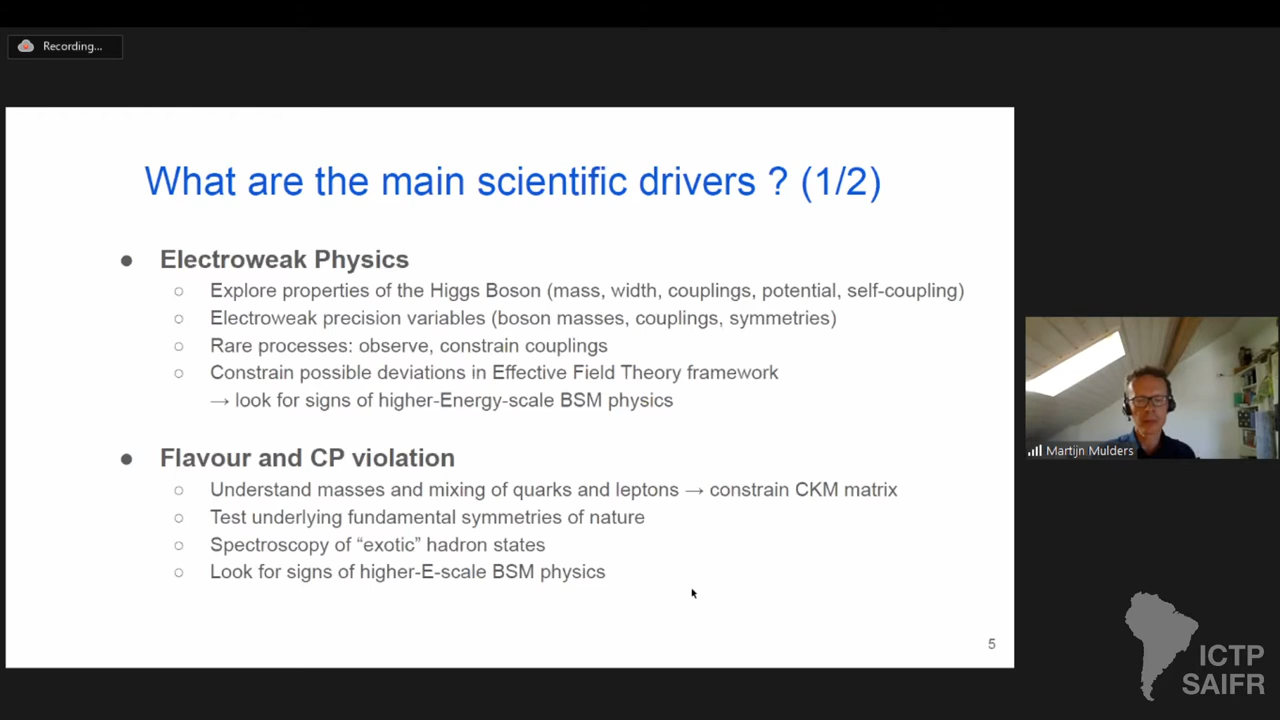 Recording...
What are the main scientific drivers ? (1/2)
● Electroweak Physics
○ Explore properties of the Higgs Boson (mass, width, couplings, potential, self-coupling)
○ Electroweak precision variables (boson masses, couplings, symmetries)
○ Rare processes: observe, constrain couplings
○ Constrain possible deviations in Effective Field Theory framework
→ look for signs of higher-Energy-scale BSM physics
● Flavour and CP violation
○ Understand masses and mixing of quarks and leptons → constrain CKM matrix
○ Test underlying fundamental symmetries of nature
○ Spectroscopy of “exotic” hadron states
○ Look for signs of higher-E-scale BSM physics
5
Martijn Mulders
ICTP
SAIFR